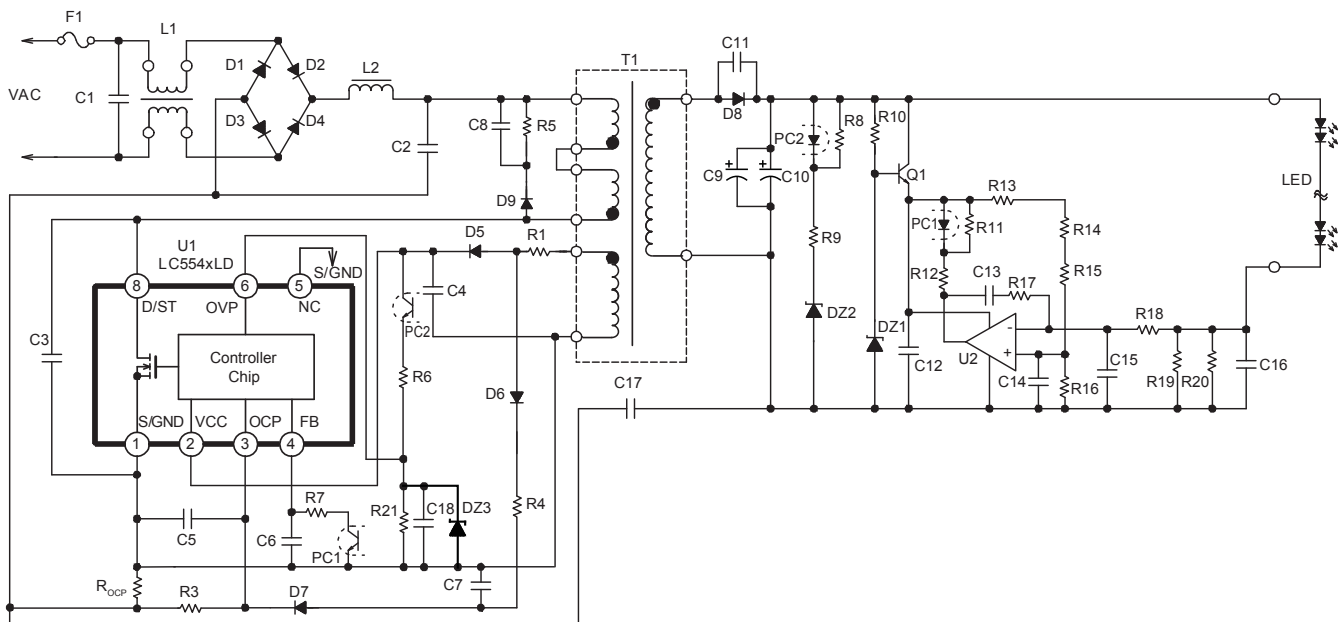 F1
L1
VAC
C1
D1
D2
D3
D4
L2
C2
C8
R5
D9
T1
C11
D8
C9
+
C10
+
PC2
R8
R9
DZ2
R10
DZ1
Q1
C12
PC1
R11
R12
R13
R14
R15
C13
R17
U2
-
+
C14
R16
C15
R18
R19
R20
C16
LED
U1
LC554xLD
8
D/ST
6
OVP
5
NC
S/GND
Controller
Chip
S/GND
VCC
OCP
FB
1
2
3
4
C3
D5
R1
PC2
C4
R6
D6
C17
R7
C6
PC1
R21
C18
DZ3
R4
C5
C7
ROCP
R3
D7